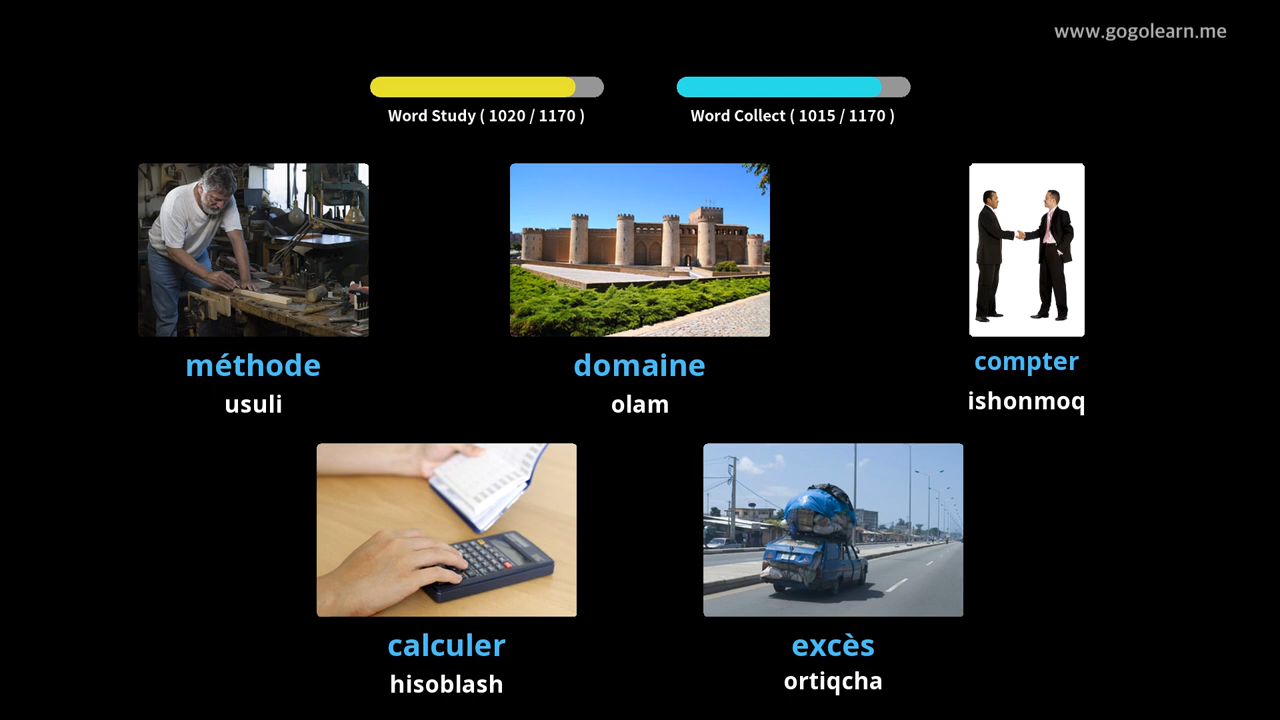 www.gogolearn.me
Word Study ( 1020 / 1170 )
Word Collect ( 1015 / 1170 )
méthode
usuli
domaine
olam
compter
ishonmoq
calculer
hisoblash
excès
ortiqcha